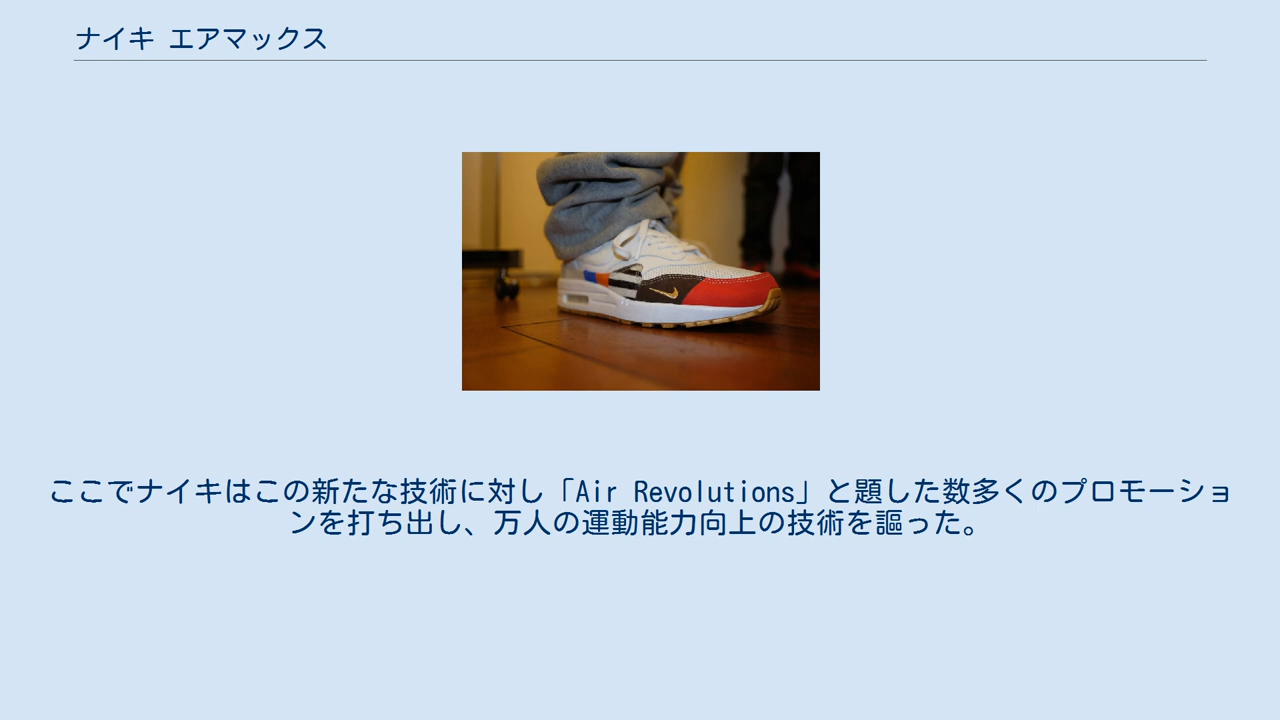 ナイキ エアマックス
ここでナイキはこの新たな技術に対し「Air Revolutions」と題した数多くのプロモーショ
ンを打ち出し、万人の運動能力向上の技術を謳った。